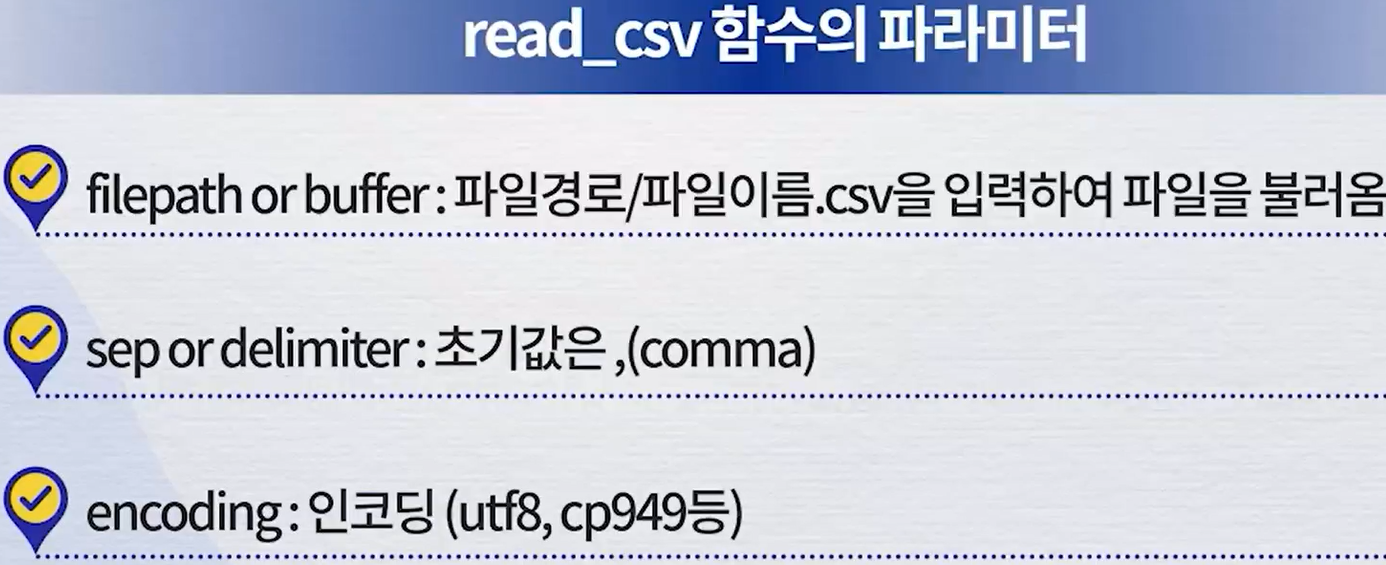 read_csv 함수의 파라미터
filepath or buffer : 파일경로/파일이름.csv을 입력하여 파일을 불러옴
sep or delimiter : 초기값은 ,(comma)
encoding : 인코딩 (utf8, cp949등)